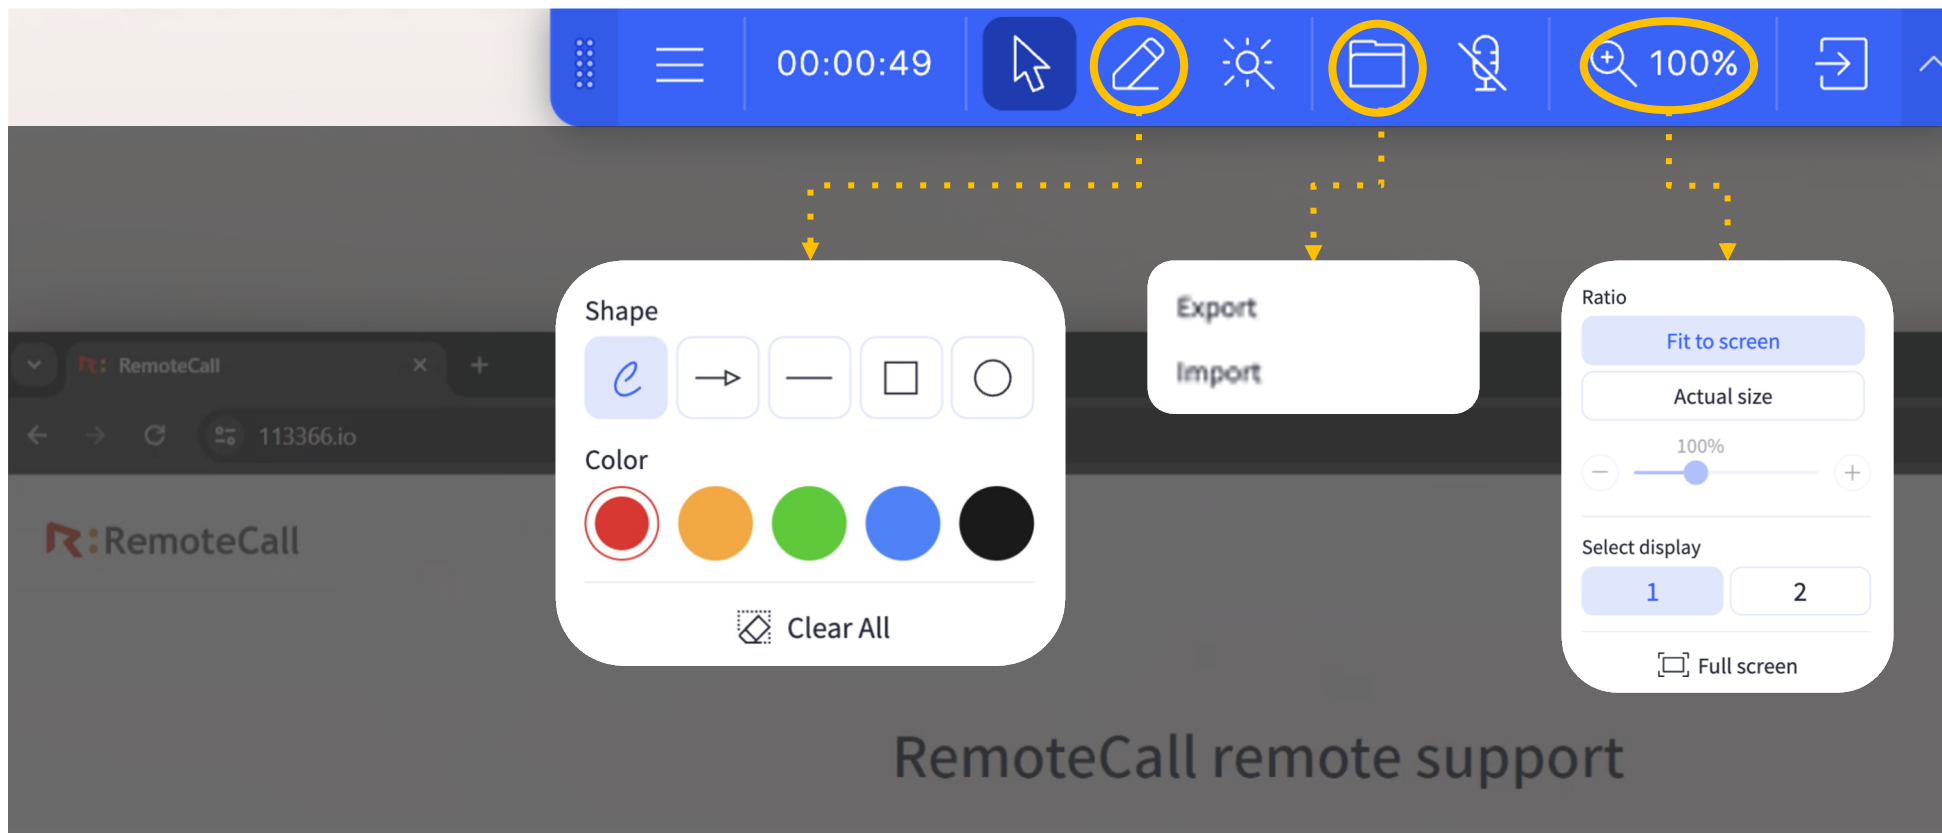 00:00:49
100%
Shape
Color
Clear All
Export
Import
Ratio
Fit to screen
Actual size
100%
Select display
1 2
Full screen
RemoteCall
113366.io
RemoteCall
RemoteCall remote support